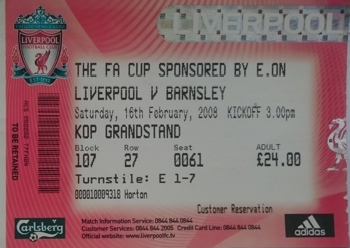 LIVERPOOL
LIVERPOOL
FOOTBALL CLUB
THE FA CUP SPONSORED BY E.ON
LIVERPOOL V BARNSLEY
Saturday, 16th February, 2008 KICKOFF 3.00pm
KOP GRANDSTAND
Block Row Seat ADULT
107 27 0061 £24.00
Turnstile: E 1-7
000010009318 Horton
Customer Reservation
TO BE RETAINED
Carlsberg
Match Information Service: 0844 844 0844
Customer Services: 0844 844 2005 Credit Card Line: 0844 844 0844
Official website: www.liverpoolfc.tv
adidas